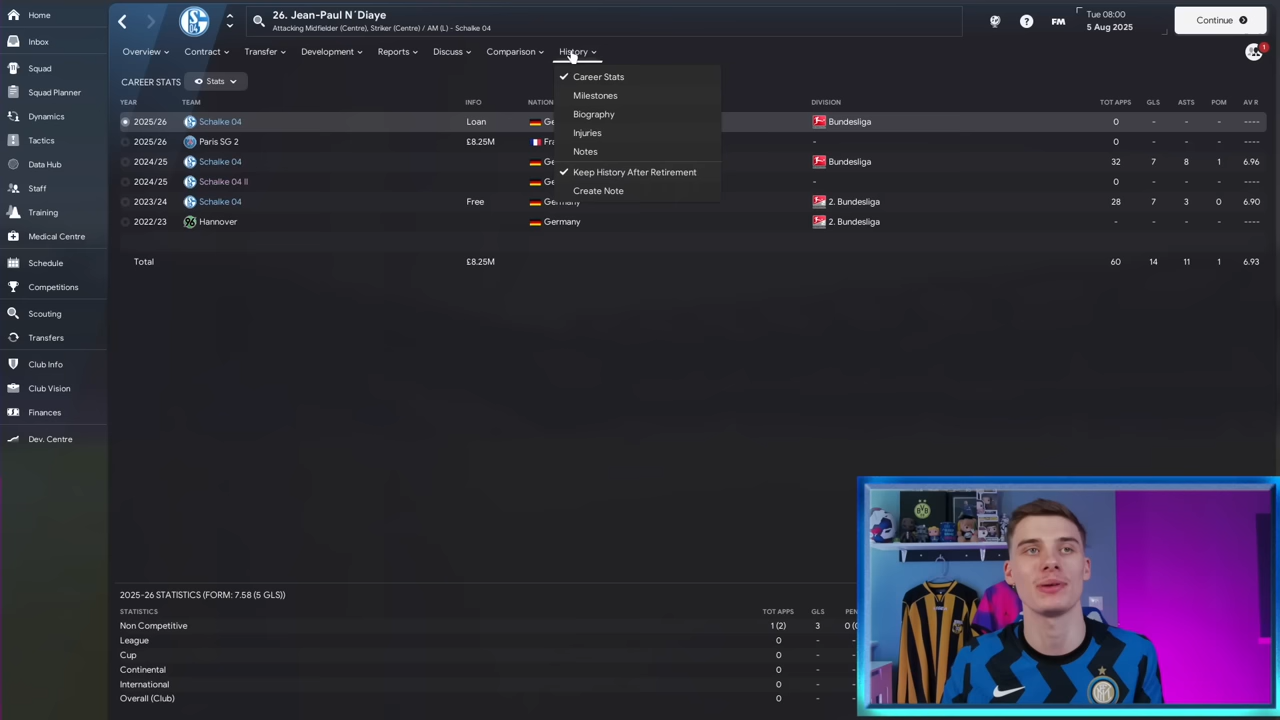 Home
26. Jean-Paul N´Diaye
Attacking Midfielder (Centre), Striker (Centre) / AM (L) - Schalke 04
FM
Tue 08:00
5 Aug 2025
Continue
Inbox
Overview Contract Transfer Development Reports Discuss Comparison History
1
Squad
CAREER STATS Stats
Career Stats
Squad Planner
Milestones
YEAR TEAM INFO DIVISION TOT APPS GLS ASTS POM AV R
Dynamics
Biography
2025/26 Schalke 04 Loan Bundesliga 0 - - - ----
Injuries
Tactics
2025/26 Paris SG 2 £8.25M - 0 - - - ----
Notes
Data Hub
2024/25 Schalke 04 Bundesliga 32 7 8 1 6.96
Keep History After Retirement
Staff
2024/25 Schalke 04 II - 0 - - - ----
Create Note
Training
2023/24 Schalke 04 Free Germany 2. Bundesliga 28 7 3 0 6.90
2022/23 Hannover Germany 2. Bundesliga - - - ----
Medical Centre
Schedule
Total £8.25M 60 14 11 1 6.93
Competitions
Scouting
Transfers
Club Info
Club Vision
Finances
Dev. Centre
2025-26 STATISTICS (FORM: 7.58 (5 GLS))
STATISTICS TOT APPS GLS
Non Competitive 1 (2) 3
League 0 -
Cup 0 -
Continental 0 -
International 0 -
Overall (Club) 0 -
BVB
09